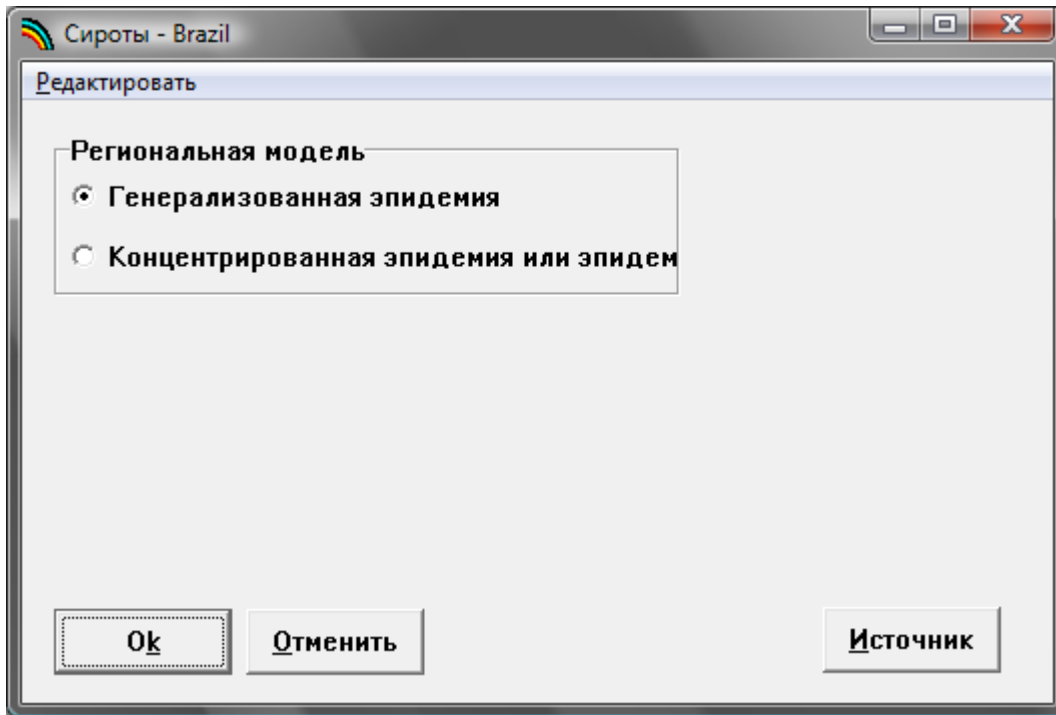 Сироты - Brazil
Редактировать
Региональная модель
Генерализованная эпидемия
Концентрированная эпидемия или эпидем
Ok
Отменить
Источник